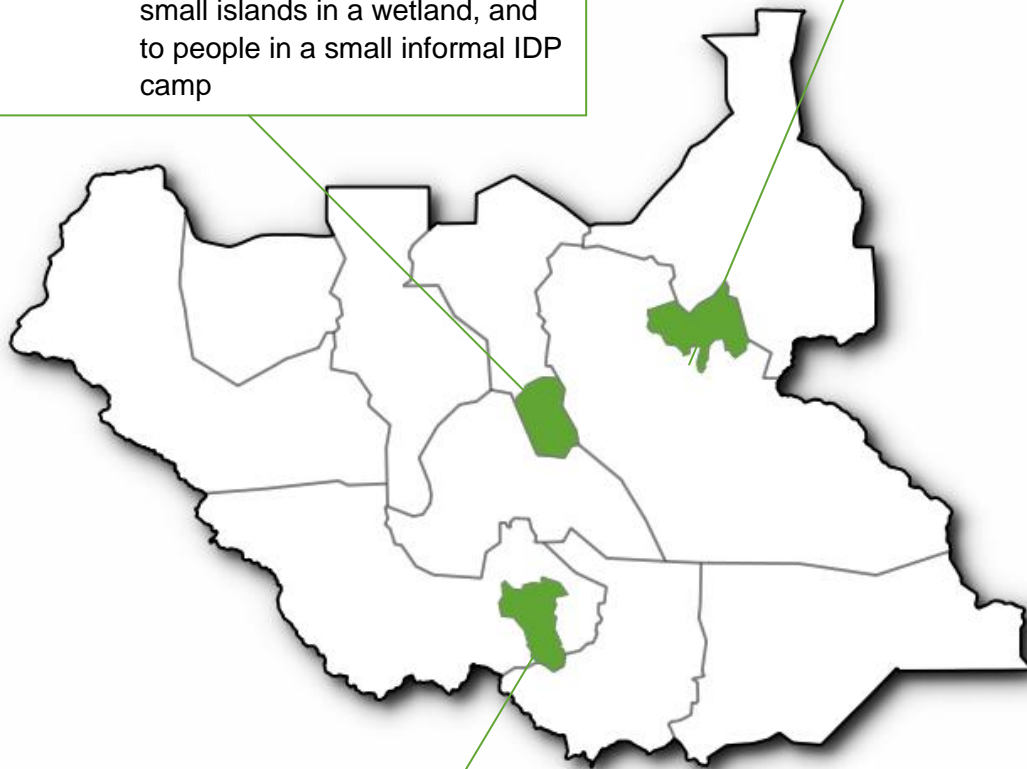 small islands in a wetland, and
to people in a small informal IDP
camp